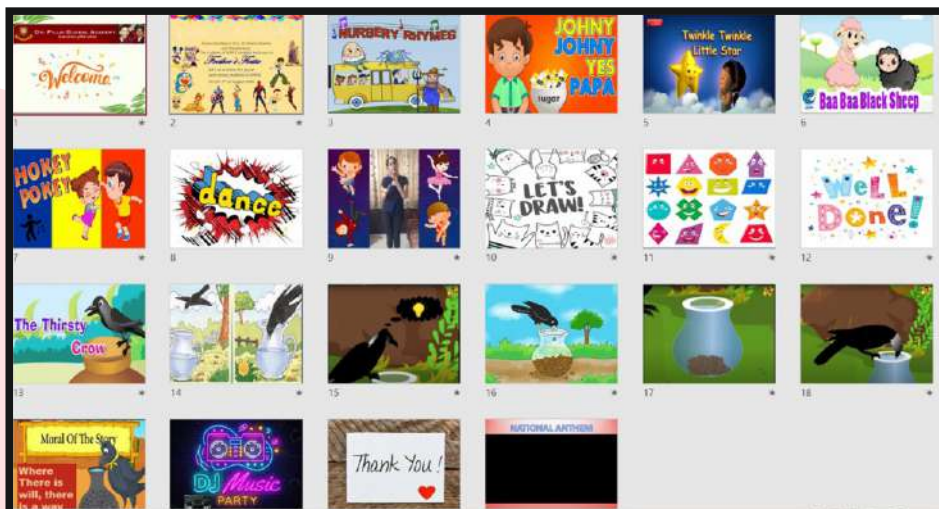 Welcome
1
2
NURSERY RHYMES
3
JOHNY
JOHNY
YES
PAPA
sugar
4
Twinkle Twinkle
Little Star
5
Baa Baa Black Sheep
6
HOKEY
POKEY
7
dance
8
9
LET'S
DRAW!
10
11
WELL
DONE!
12
The Thirsty
Crow
13
14
15
16
17
18
Moral Of The Story
Where
There is
will, there
is a way
DJ Music
PARTY
Thank You!
NATIONAL ANTHEM